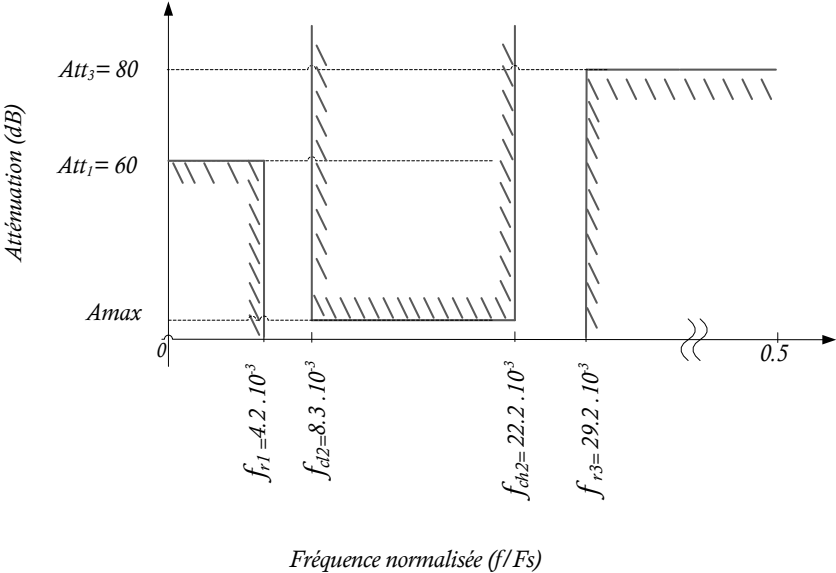 Atténuation (dB)
Att3= 80
Att1= 60
Amax
0
0.5
fr1 =4.2 .10-3
fcl2=8.3 .10-3
fch2= 22.2 .10-3
fr3= 29.2 .10-3
Fréquence normalisée (f/Fs)